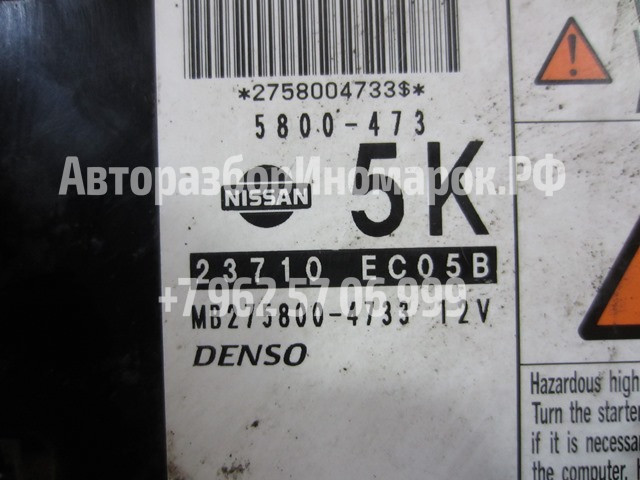 *2758004733$*
5800-473
АвторазборИномарок.РФ
NISSAN 5K
23710 EC05B
+7962 57 06 999
MB275800-4733 12V
DENSO
Hazardous high
Turn the starter
if it is necessa
the computer.